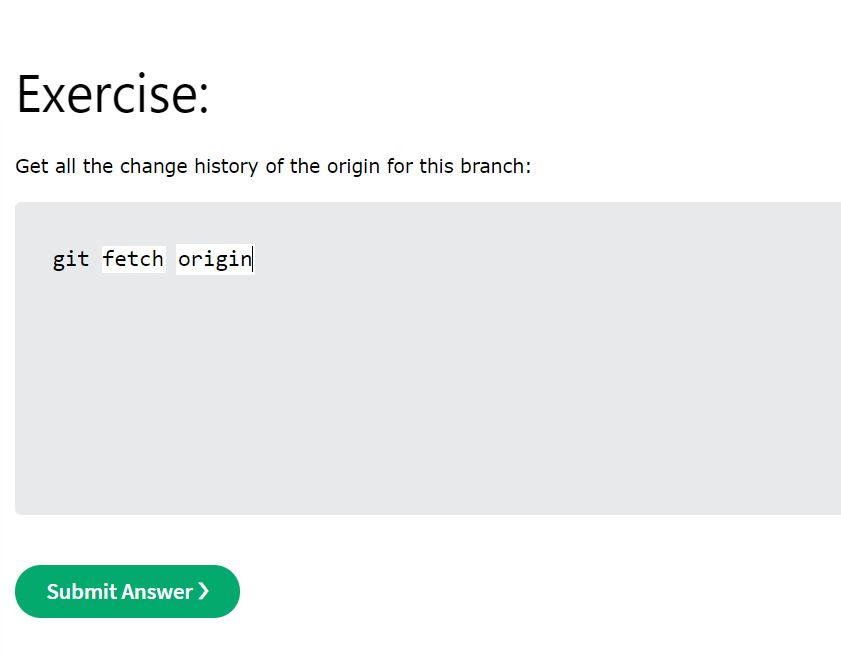 Exercise:
Get all the change history of the origin for this branch:
git fetch origin
Submit Answer ❯